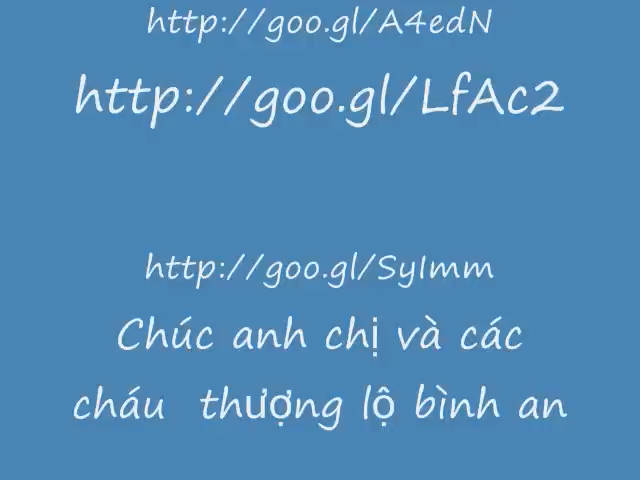 http://goo.gl/A4edN
http://goo.gl/LfAc2
http://goo.gl/SyImm
Chúc anh chị và các
cháu thượng lộ bình an